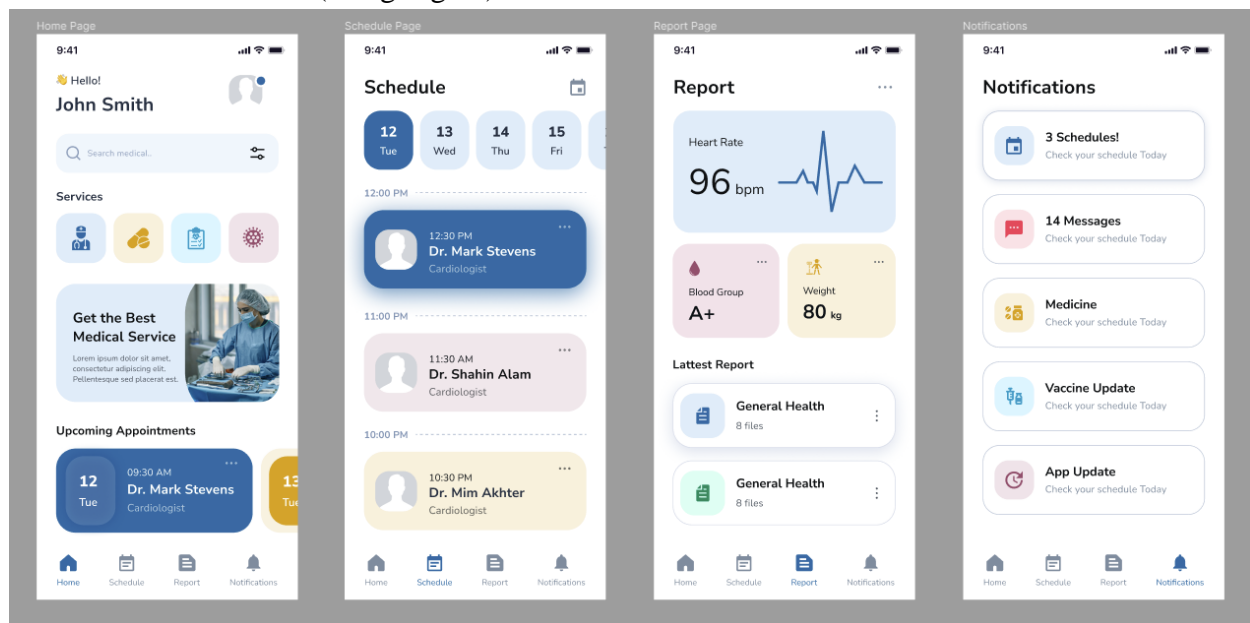 Home Page
9:41
👋 Hello!
John Smith
Search medical..
Services
Get the Best
Medical Service
Lorem ipsum dolor sit amet,
consectetur adipiscing elit.
Pellentesque sed placerat est.
Upcoming Appointments
12
Tue
09:30 AM
Dr. Mark Stevens
Cardiologist
13
Tue
Home
Schedule
Report
Notifications
Schedule Page
9:41
Schedule
12
Tue
13
Wed
14
Thu
15
Fri
12:00 PM
12:30 PM
Dr. Mark Stevens
Cardiologist
11:00 PM
11:30 AM
Dr. Shahin Alam
Cardiologist
10:00 PM
10:30 PM
Dr. Mim Akhter
Cardiologist
Home
Schedule
Report
Notifications
Report Page
9:41
Report
Heart Rate
96 bpm
Blood Group
A+
Weight
80 kg
Lattest Report
General Health
8 files
General Health
8 files
Home
Schedule
Report
Notifications
Notifications
9:41
Notifications
3 Schedules!
Check your schedule Today
14 Messages
Check your schedule Today
Medicine
Check your schedule Today
Vaccine Update
Check your schedule Today
App Update
Check your schedule Today
Home
Schedule
Report
Notifications